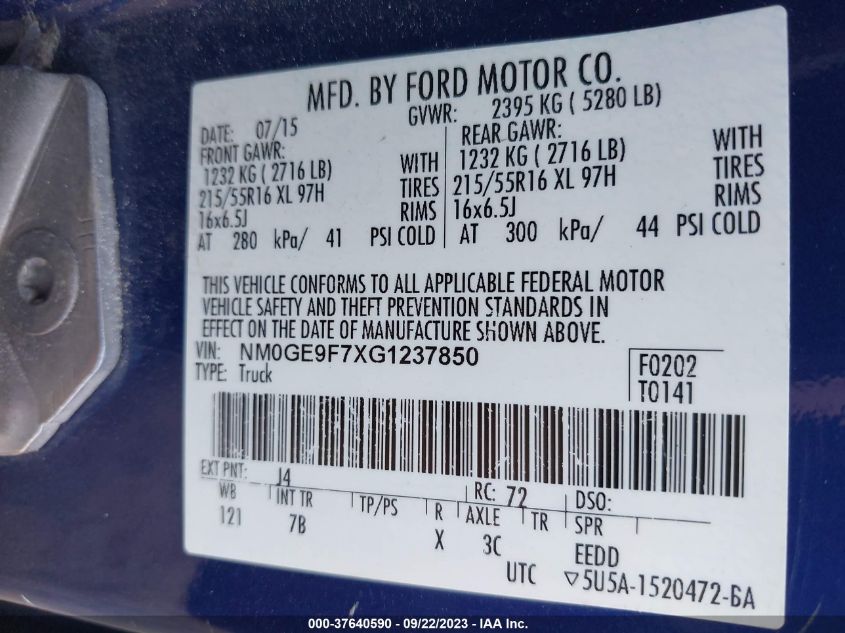 MFD. BY FORD MOTOR CO.
DATE: 07/15 GVWR: 2395 KG ( 5280 LB)
FRONT GAWR: REAR GAWR:
1232 KG ( 2716 LB) WITH 1232 KG ( 2716 LB) WITH
215/55R16 XL 97H TIRES 215/55R16 XL 97H TIRES
16x6.5J RIMS 16x6.5J RIMS
AT 280 kPa/ 41 PSI COLD AT 300 kPa/ 44 PSI COLD
THIS VEHICLE CONFORMS TO ALL APPLICABLE FEDERAL MOTOR
VEHICLE SAFETY AND THEFT PREVENTION STANDARDS IN
EFFECT ON THE DATE OF MANUFACTURE SHOWN ABOVE.
VIN: NM0GE9F7XG1237850 F0202
TYPE: Truck T0141
EXT PNT: J4 RC: 72 DSO:
WB INT TR TP/PS R AXLE TR SPR
121 7B X 3C EEDD
UTC ▽5U5A-1520472-BA
000-37640590 - 09/22/2023 - IAAI.com